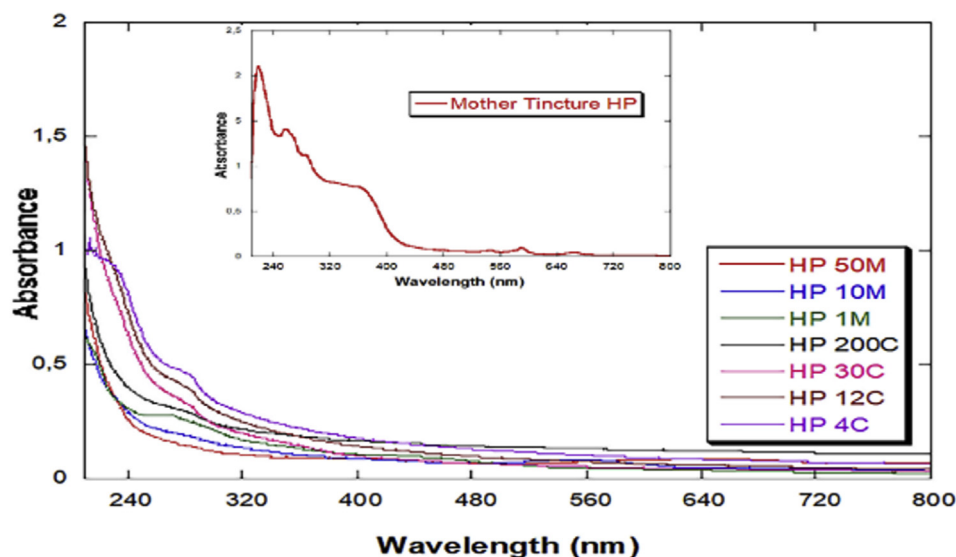 2
1,5
1
0,5
0
Absorbance
240 320 400 480 560 640 720 800
Wavelength (nm)
2,5
2
1,5
1
0,5
0
Absorbance
240 320 400 480 560 640 720 800
Wavelength (nm)
Mother Tincture HP
HP 50M
HP 10M
HP 1M
HP 200C
HP 30C
HP 12C
HP 4C